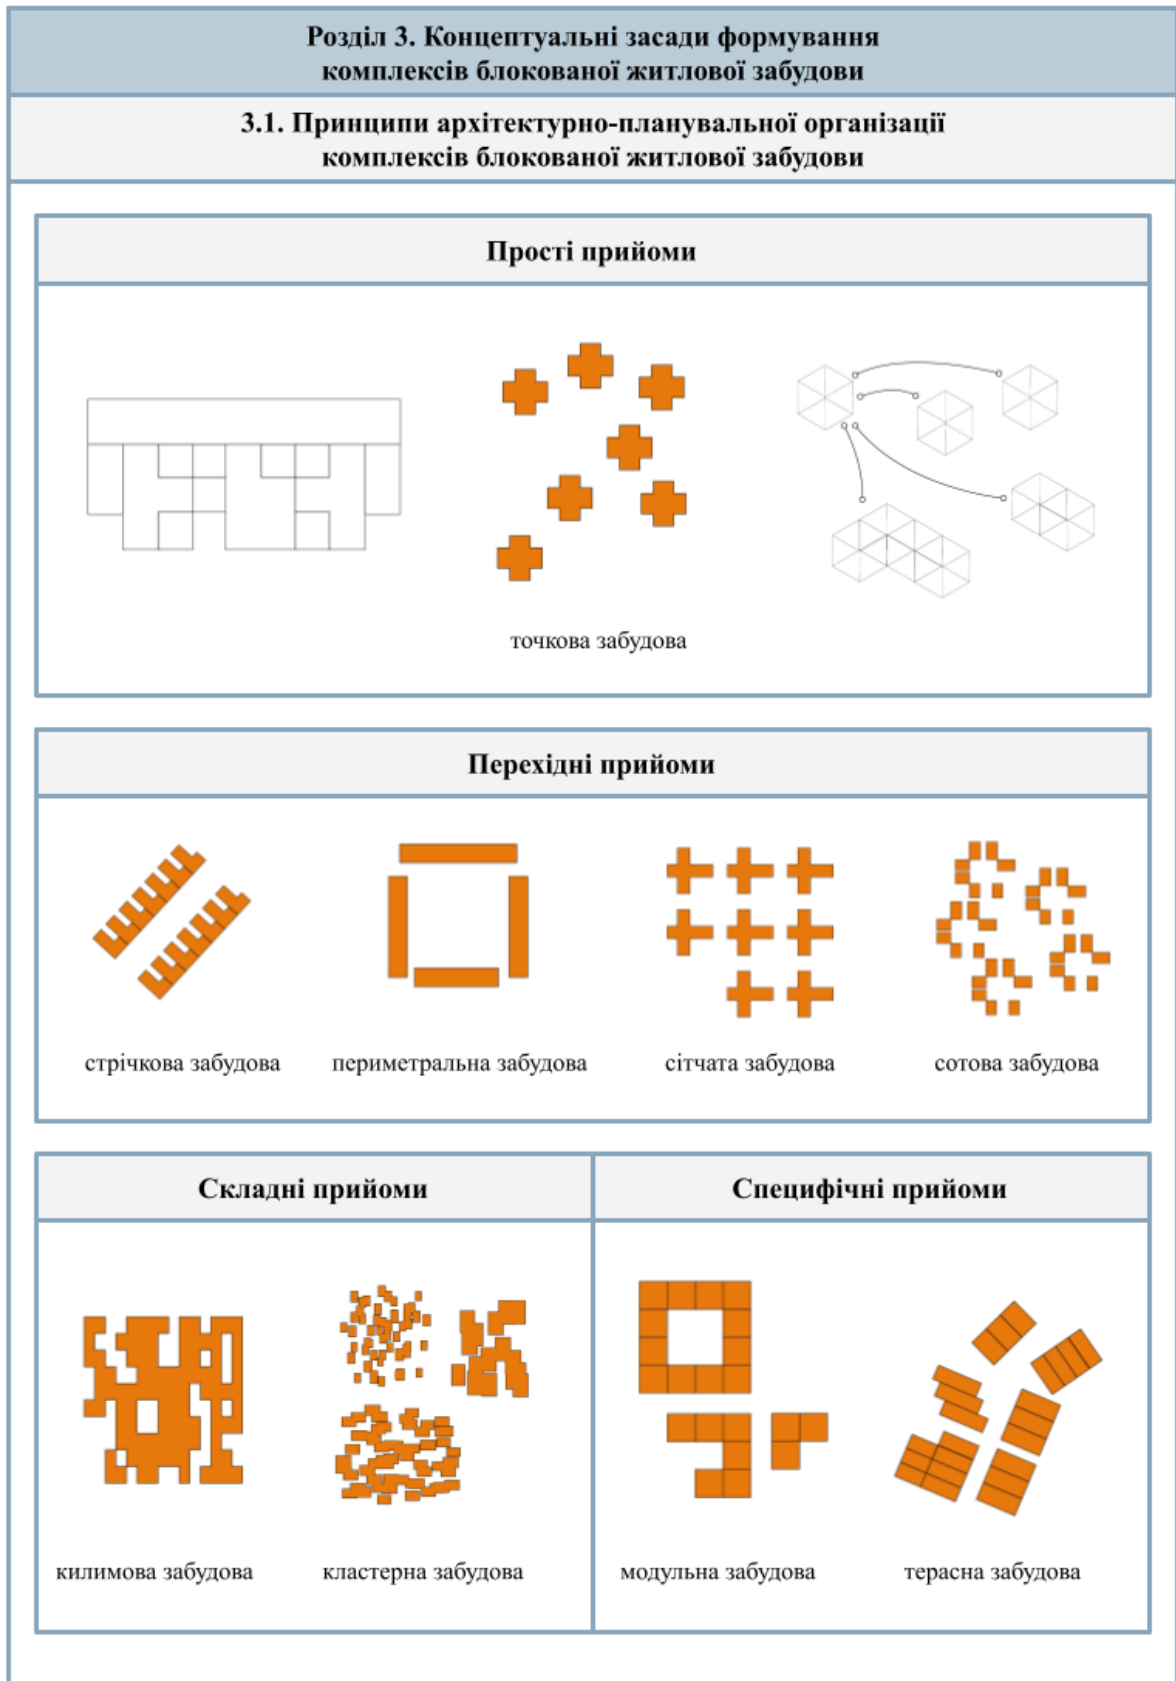 Розділ 3. Концептуальні засади формування
комплексів блокованої житлової забудови
3.1. Принципи архітектурно-планувальної організації
комплексів блокованої житлової забудови
Прості прийоми
точкова забудова
Перехідні прийоми
стрічкова забудова
периметральна забудова
сітчата забудова
сотова забудова
Складні прийоми
Специфічні прийоми
килимова забудова
кластерна забудова
модульна забудова
терасна забудова